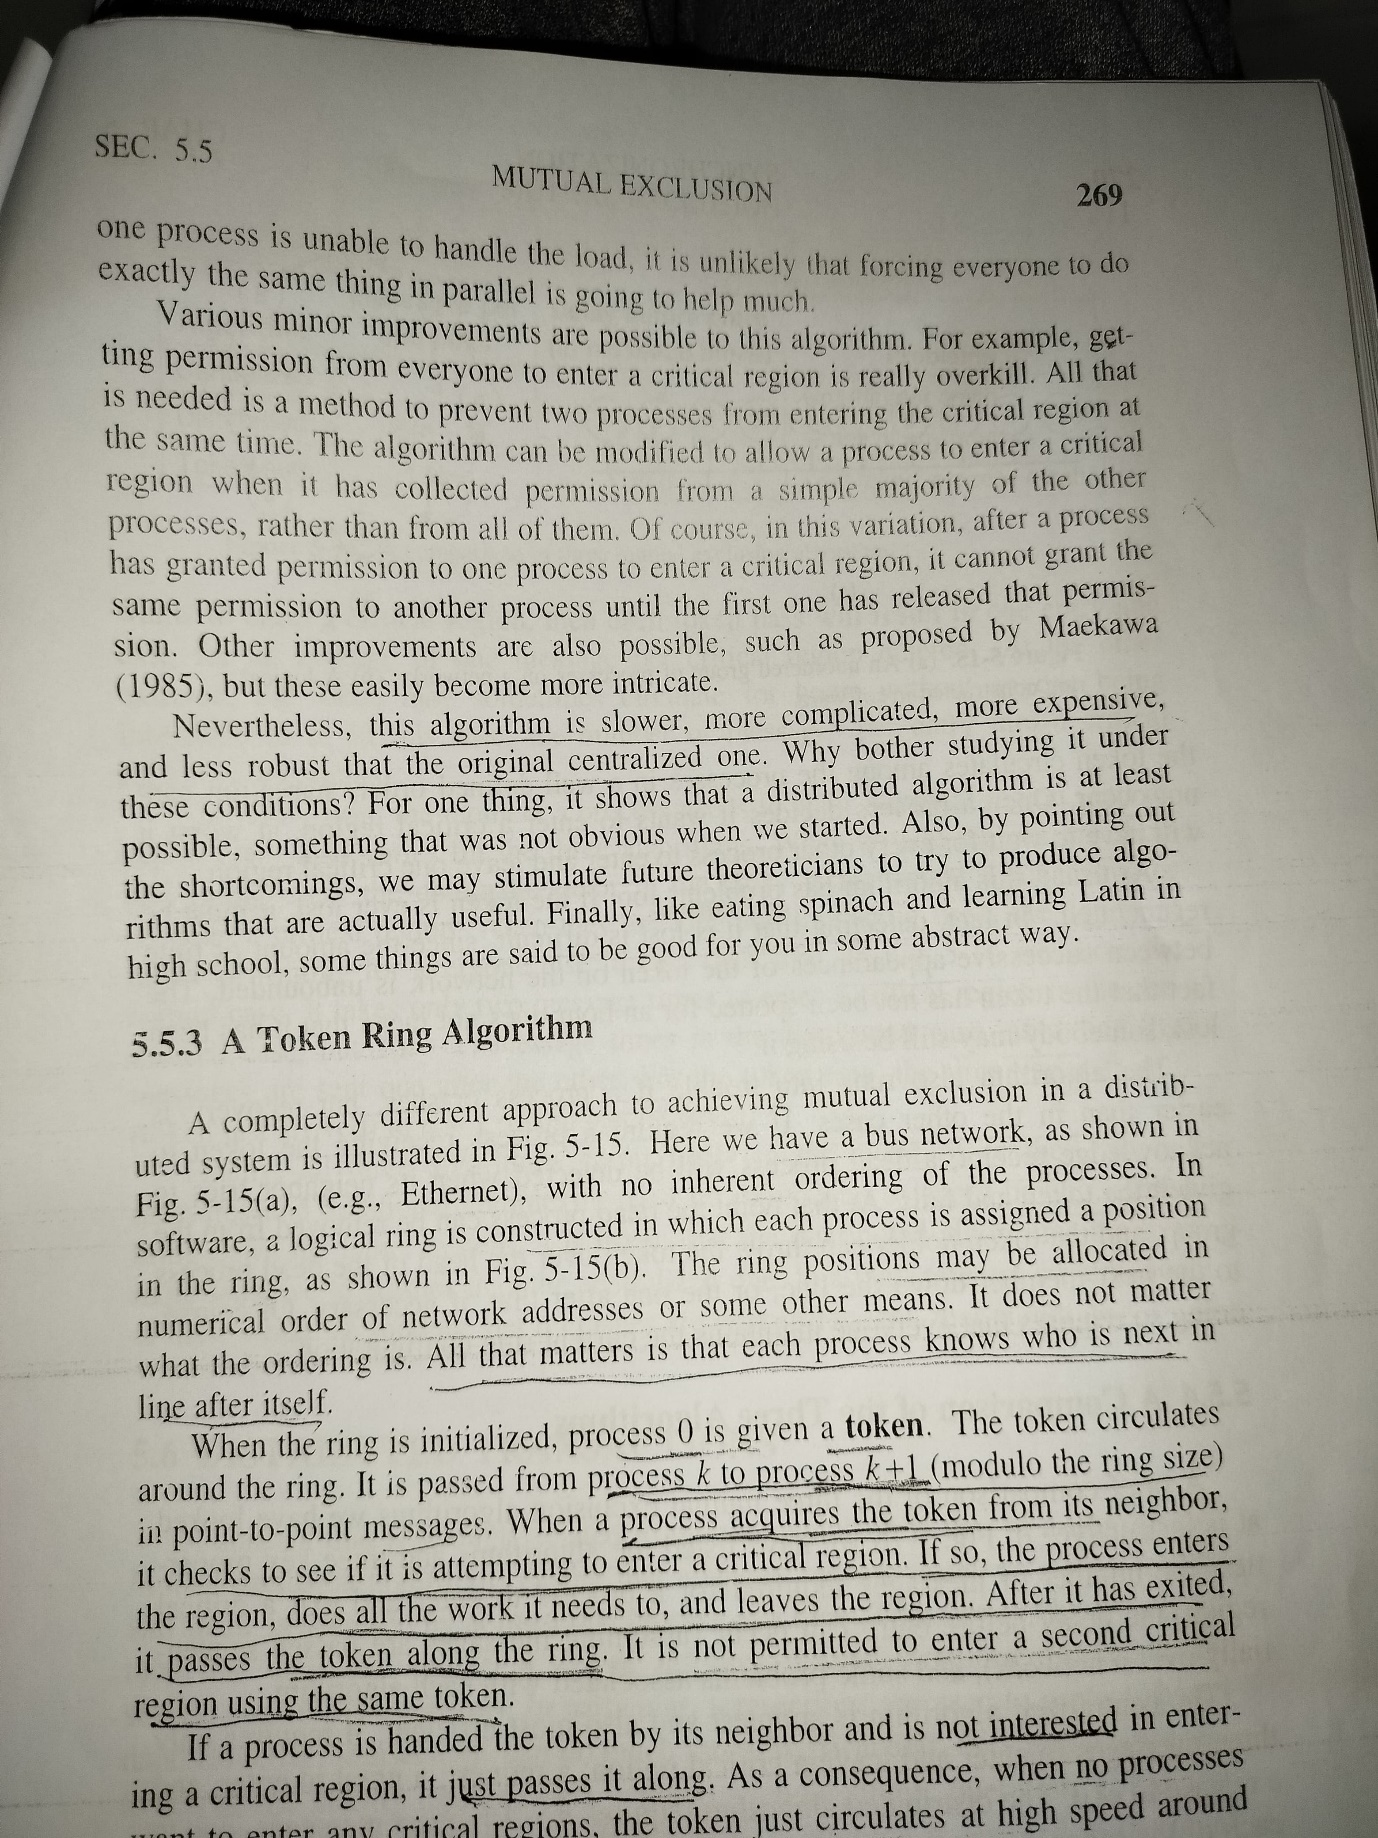 SEC. 5.5
MUTUAL EXCLUSION
269
one process is unable to handle the load, it is unlikely that forcing everyone to do
exactly the same thing in parallel is going to help much.
Various minor improvements are possible to this algorithm. For example, get-
ting permission from everyone to enter a critical region is really overkill. All that
is needed is a method to prevent two processes from entering the critical region at
the same time. The algorithm can be modified to allow a process to enter a critical
region when it has collected permission from a simple majority of the other
processes, rather than from all of them. Of course, in this variation, after a process
has granted permission to one process to enter a critical region, it cannot grant the
same permission to another process until the first one has released that permis-
sion. Other improvements are also possible, such as proposed by Maekawa
(1985), but these easily become more intricate.
Nevertheless, this algorithm is slower, more complicated, more expensive,
and less robust that the original centralized one. Why bother studying it under
these conditions? For one thing, it shows that a distributed algorithm is at least
possible, something that was not obvious when we started. Also, by pointing out
the shortcomings, we may stimulate future theoreticians to try to produce algo-
rithms that are actually useful. Finally, like eating spinach and learning Latin in
high school, some things are said to be good for you in some abstract way.
5.5.3 A Token Ring Algorithm
A completely different approach to achieving mutual exclusion in a distrib-
uted system is illustrated in Fig. 5-15. Here we have a bus network, as shown in
Fig. 5-15(a), (e.g., Ethernet), with no inherent ordering of the processes. In
software, a logical ring is constructed in which each process is assigned a position
in the ring, as shown in Fig. 5-15(b). The ring positions may be allocated in
numerical order of network addresses or some other means. It does not matter
what the ordering is. All that matters is that each process knows who is next in
line after itself.
When the ring is initialized, process 0 is given a token. The token circulates
around the ring. It is passed from process k to process k+1 (modulo the ring size)
in point-to-point messages. When a process acquires the token from its neighbor,
it checks to see if it is attempting to enter a critical region. If so, the process enters
the region, does all the work it needs to, and leaves the region. After it has exited,
it passes the token along the ring. It is not permitted to enter a second critical
region using the same token.
If a process is handed the token by its neighbor and is not interested in enter-
ing a critical region, it just passes it along. As a consequence, when no processes
want to enter any critical regions, the token just circulates at high speed around